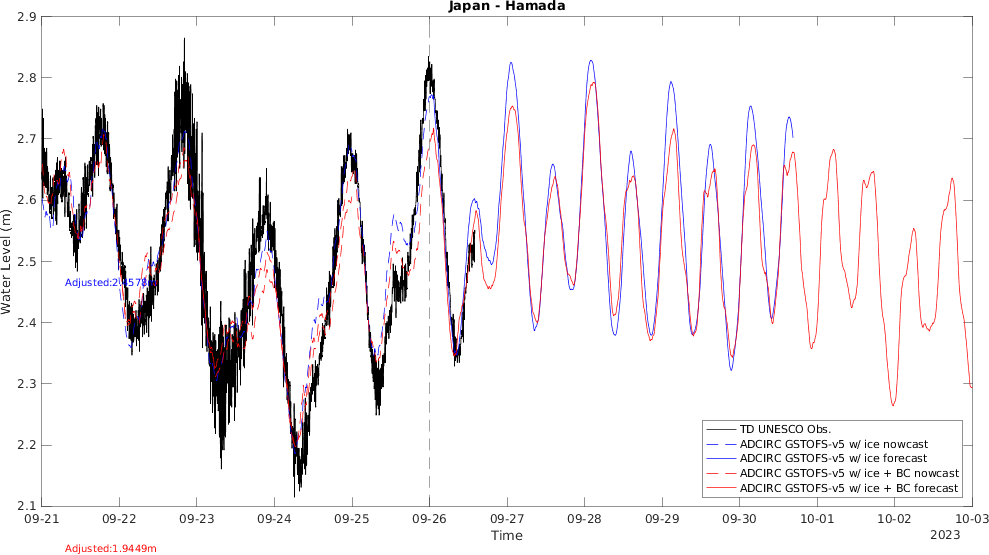 Japan - Hamada
2.9
2.8
2.7
2.6
2.5
2.4
2.3
2.2
2.1
Water Level (m)
09-21 09-22 09-23 09-24 09-25 09-26 09-27 09-28 09-29 09-30 10-01 10-02 10-03
2023
Time
TD UNESCO Obs.
ADCIRC GSTOFS-v5 w/ ice nowcast
ADCIRC GSTOFS-v5 w/ ice forecast
ADCIRC GSTOFS-v5 w/ ice + BC nowcast
ADCIRC GSTOFS-v5 w/ ice + BC forecast
Adjusted:1.9449m